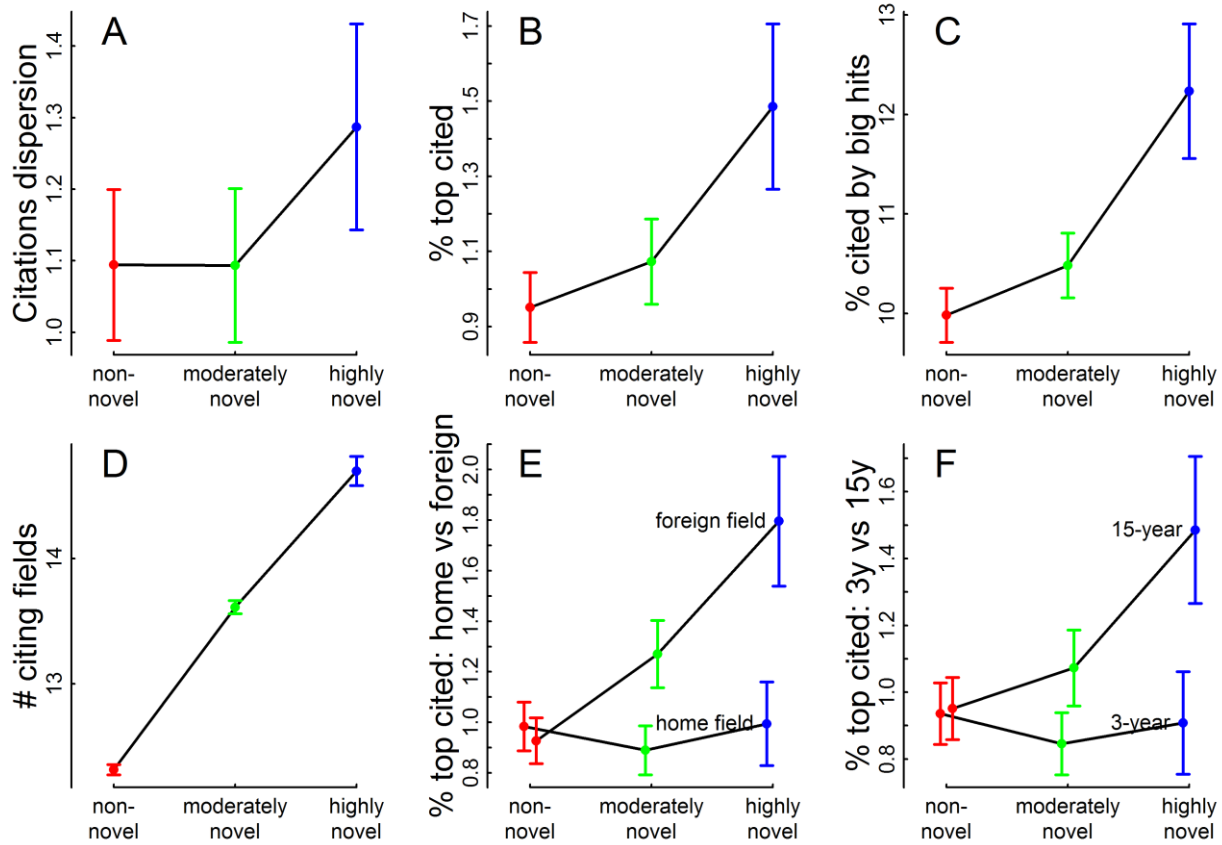 A
Citations dispersion
1.4
1.3
1.2
1.1
1.0
non-
novel
moderately
novel
highly
novel
B
% top cited
1.7
1.5
1.3
1.1
0.9
non-
novel
moderately
novel
highly
novel
C
% cited by big hits
13
12
11
10
non-
novel
moderately
novel
highly
novel
D
# citing fields
14
13
non-
novel
moderately
novel
highly
novel
E
% top cited: home vs foreign
2.0
1.8
1.6
1.4
1.2
1.0
0.8
foreign field
home field
non-
novel
moderately
novel
highly
novel
F
% top cited: 3y vs 15y
1.6
1.4
1.2
1.0
0.8
15-year
3-year
non-
novel
moderately
novel
highly
novel